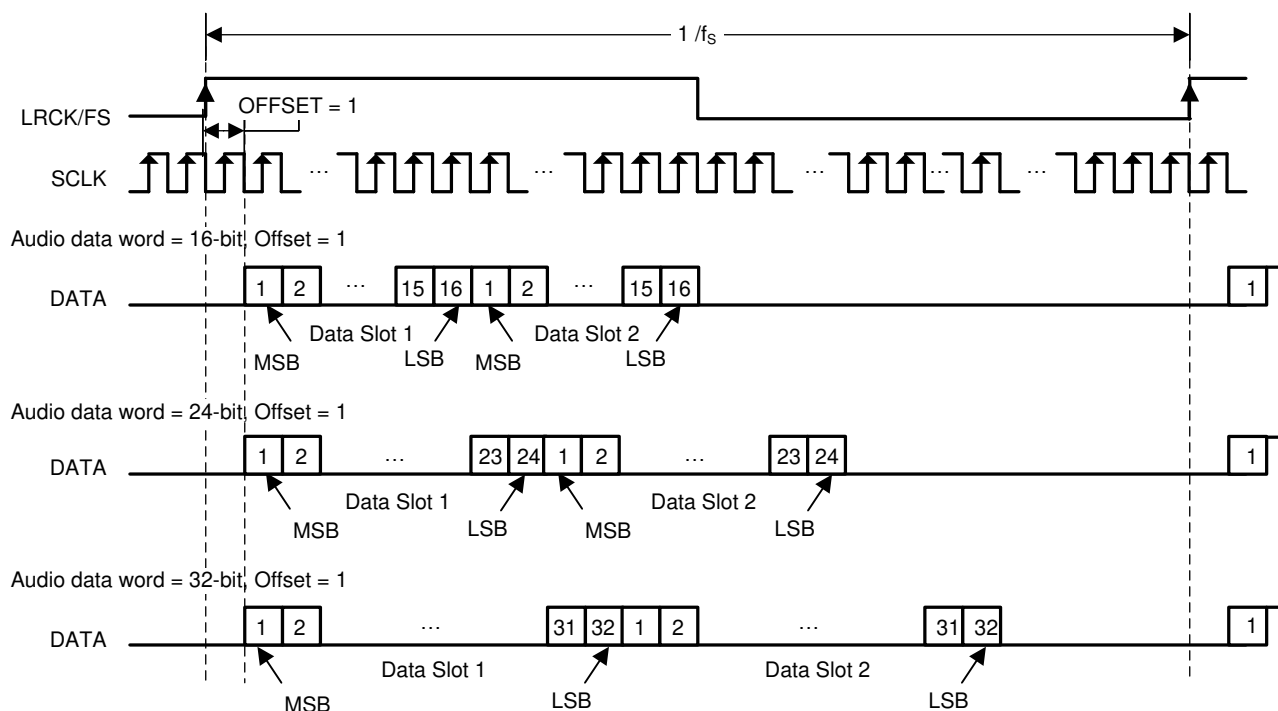 1 /fS
LRCK/FS
OFFSET = 1
SCLK
... ... ... ... ...
Audio data word = 16-bit, Offset = 1
DATA
1 2 ... 15 16 1 2 ... 15 16 1
Data Slot 1 Data Slot 2
MSB LSB MSB LSB
Audio data word = 24-bit, Offset = 1
DATA
1 2 ... 23 24 1 2 ... 23 24 1
Data Slot 1 Data Slot 2
MSB LSB MSB LSB
Audio data word = 32-bit, Offset = 1
DATA
1 2 ... 31 32 1 2 ... 31 32 1
Data Slot 1 Data Slot 2
MSB LSB LSB